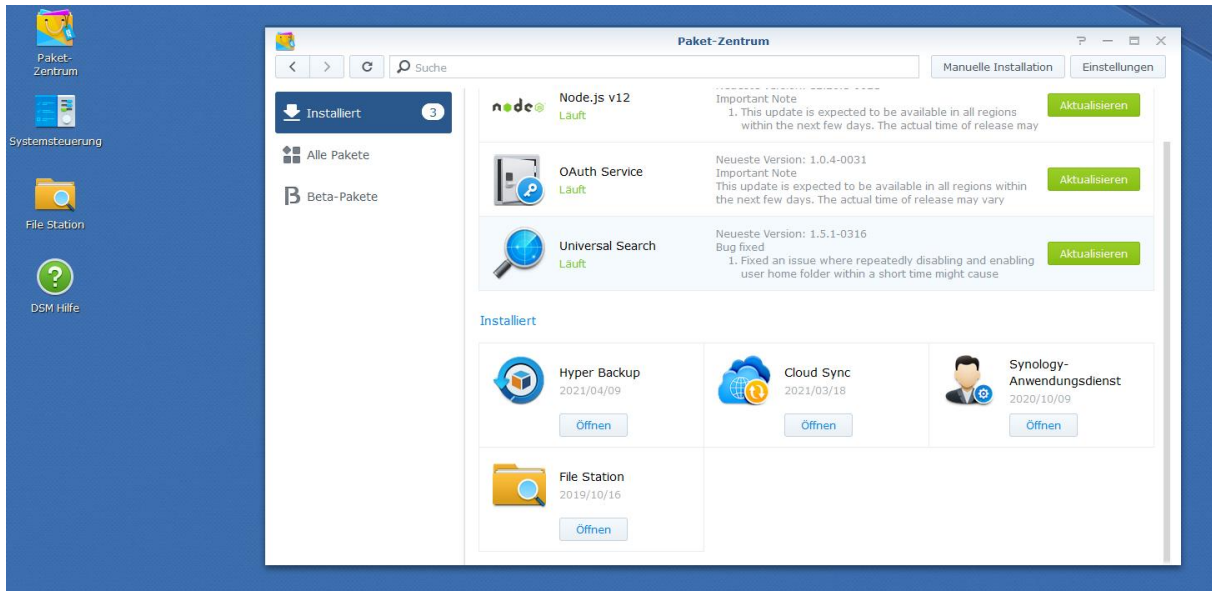 Paket-
Zentrum
Systemsteuerung
File Station
DSM Hilfe
Paket-Zentrum
Suche
Manuelle Installation
Einstellungen
Installiert
3
Alle Pakete
Beta-Pakete
node
Node.js v12
Läuft
Important Note
1. This update is expected to be available in all regions
within the next few days. The actual time of release may
Aktualisieren
OAuth Service
Läuft
Neueste Version: 1.0.4-0031
Important Note
This update is expected to be available in all regions within
the next few days. The actual time of release may vary
Aktualisieren
Universal Search
Läuft
Neueste Version: 1.5.1-0316
Bug fixed
1. Fixed an issue where repeatedly disabling and enabling
user home folder within a short time might cause
Aktualisieren
Installiert
Hyper Backup
2021/04/09
Öffnen
Cloud Sync
2021/03/18
Öffnen
Synology-
Anwendungsdienst
2020/10/09
Öffnen
File Station
2019/10/16
Öffnen